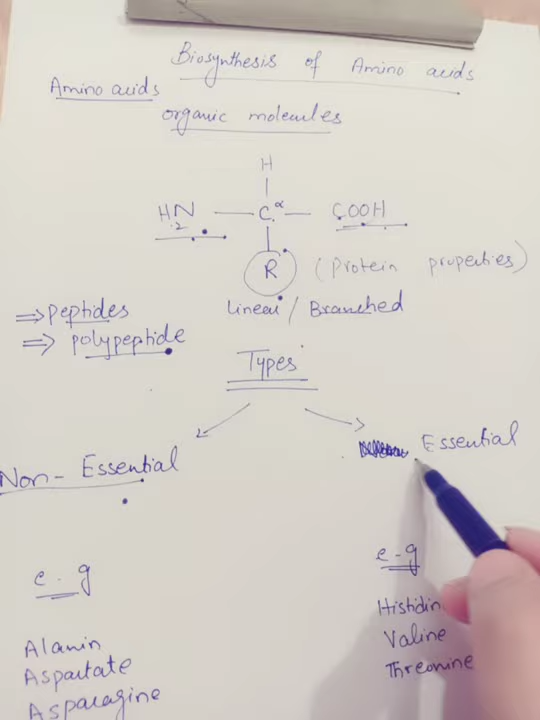 Biosynthesis of Amino acids
Amino acids
organic molecules
H
H2N — Cα — COOH
R (Protein properties)
⇒ peptides
Linear / Branched
⇒ polypeptide
Types
Non - Essential
Essential
e.g
e-g
Alanin
Histidin
Aspartate
Valine
Asparagine
Threonine